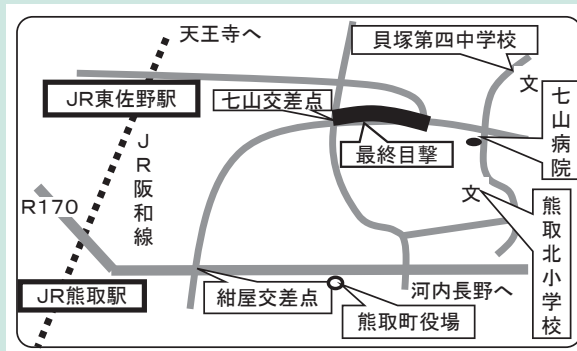 天王寺へ
貝塚第四中学校
JR東佐野駅
七山交差点
文
七山病院
最終目撃
JR阪和線
R170
文
熊取北小学校
JR熊取駅
紺屋交差点
河内長野へ
熊取町役場